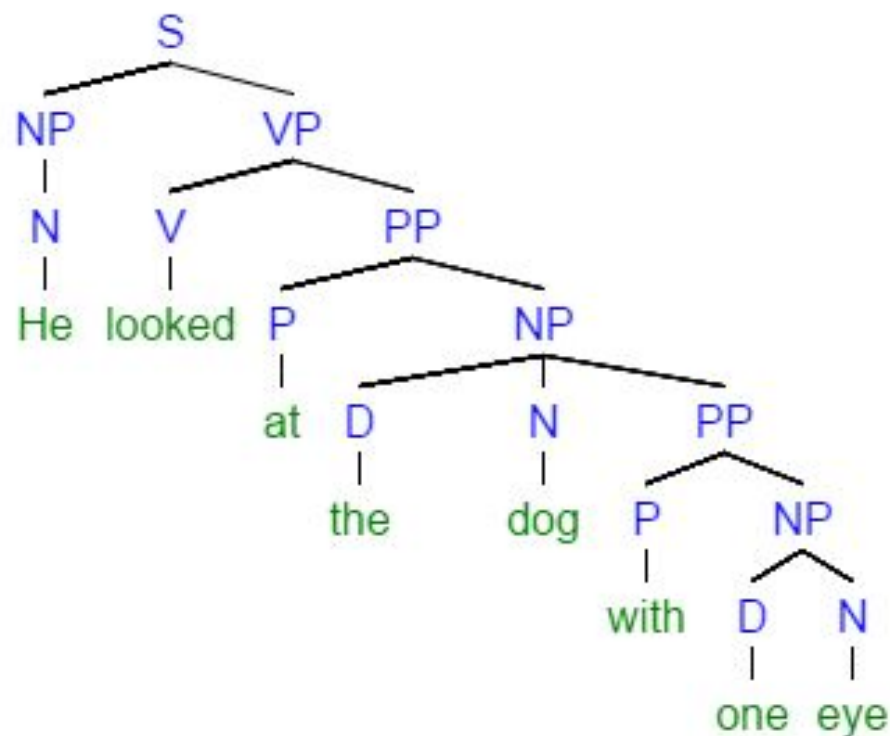 S
NP VP
N V PP
He looked P NP
at D N PP
the dog P NP
with D N
one eye